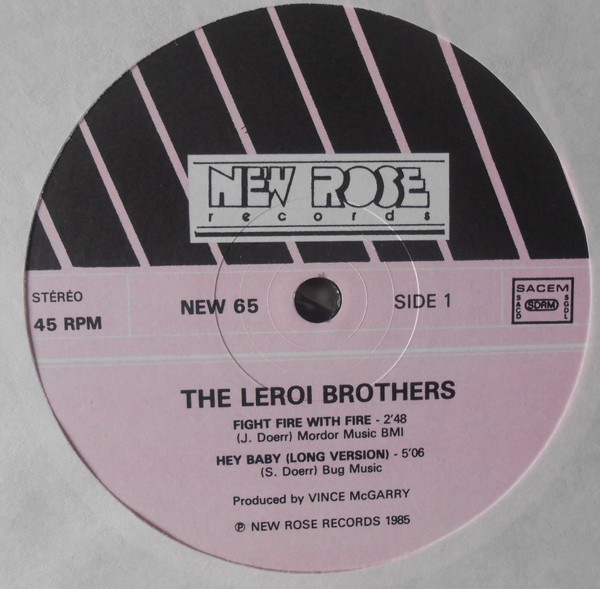 NEW ROSE
records
STÉRÉO
45 RPM
NEW 65
SIDE 1
SACEM
SACD
SDRM
SGDL
THE LEROI BROTHERS
FIGHT FIRE WITH FIRE - 2'48
(J. Doerr) Mordor Music BMI
HEY BABY (LONG VERSION) - 5'06
(S. Doerr) Bug Music
Produced by VINCE McGARRY
℗ NEW ROSE RECORDS 1985